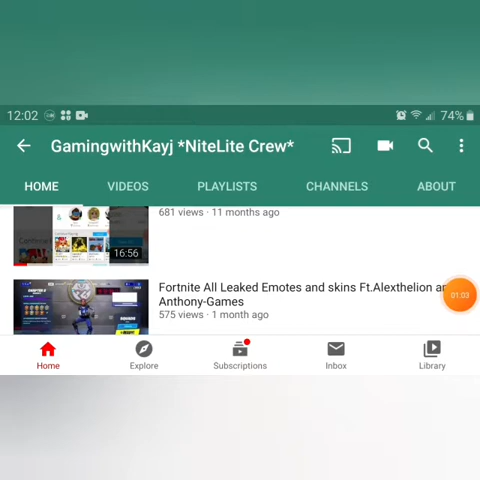 12:02 74%
GamingwithKayj *NiteLite Crew*
HOME VIDEOS PLAYLISTS CHANNELS ABOUT
681 views · 11 months ago
16:56
Fortnite All Leaked Emotes and skins Ft.Alexthelion
Anthony-Games
575 views · 1 month ago
01:03
Home Explore Subscriptions Inbox Library